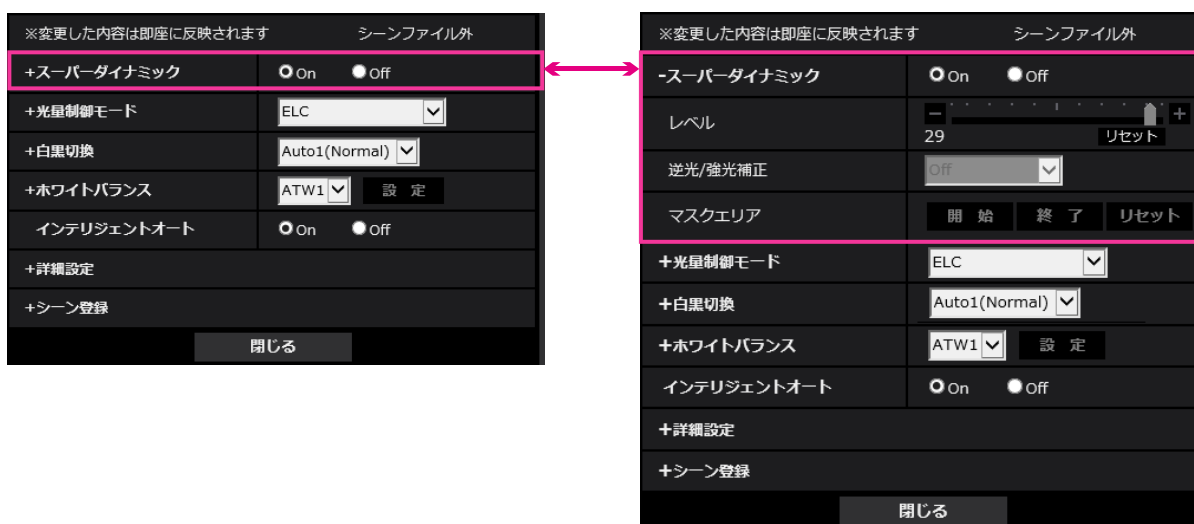 ※変更した内容は即座に反映されます シーンファイル外
+スーパーダイナミック On Off
+光量制御モード ELC
+白黒切換 Auto1(Normal)
+ホワイトバランス ATW1 設 定
インテリジェントオート On Off
+詳細設定
+シーン登録
閉じる
※変更した内容は即座に反映されます シーンファイル外
-スーパーダイナミック On Off
レベル - +
29 リセット
逆光/強光補正 Off
マスクエリア 開 始 終 了 リセット
+光量制御モード ELC
+白黒切換 Auto1(Normal)
+ホワイトバランス ATW1 設 定
インテリジェントオート On Off
+詳細設定
+シーン登録
閉じる